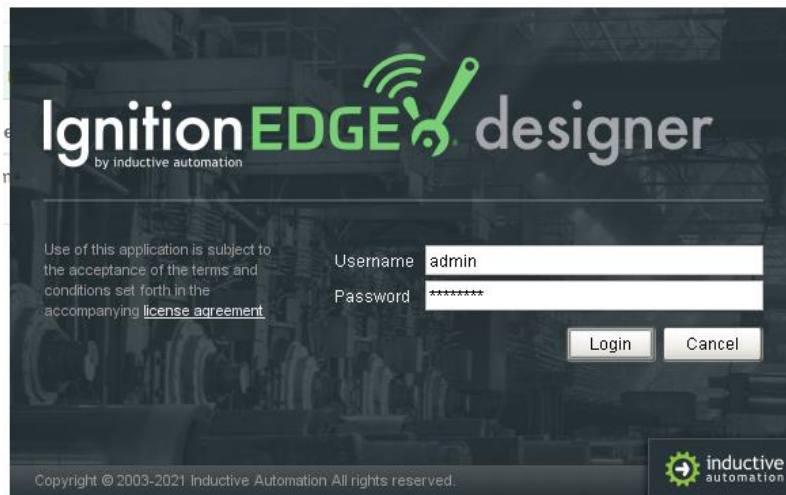 Ignition EDGE designer
by inductive automation
Use of this application is subject to
the acceptance of the terms and
conditions set forth in the
accompanying license agreement
Username admin
Password ********
Login Cancel
Copyright © 2003-2021 Inductive Automation All rights reserved.
inductive
automation